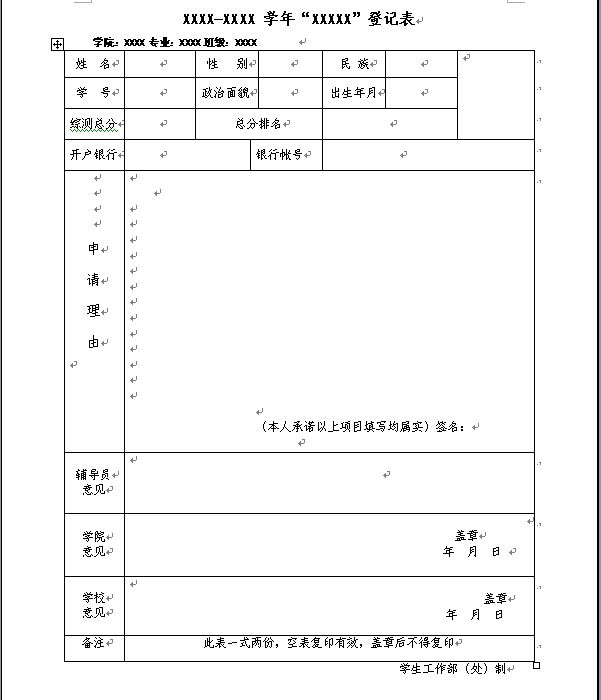 XXXX-XXXX 学年“XXXXX”登记表
学院：XXXX 专业：XXXX 班级：XXXX
姓 名 性 别 民 族
学 号 政治面貌 出生年月
综测总分 总分排名
开户银行 银行帐号
申
请
理
由
（本人承诺以上项目填写均属实）签名：
辅导员
意见
学院
意见
盖章
年 月 日
学校
意见
盖章
年 月 日
备注 此表一式两份，空表复印有效，盖章后不得复印
学生工作部（处）制